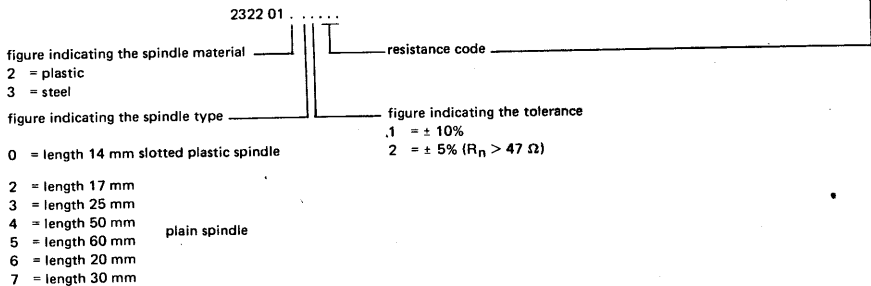 2322 01 . . . . . .
figure indicating the spindle material
2 = plastic
3 = steel
figure indicating the spindle type
0 = length 14 mm slotted plastic spindle
2 = length 17 mm
3 = length 25 mm
4 = length 50 mm
5 = length 60 mm
6 = length 20 mm
7 = length 30 mm
plain spindle
resistance code
figure indicating the tolerance
.1 = ± 10%
2 = ± 5% (Rn > 47 Ω)